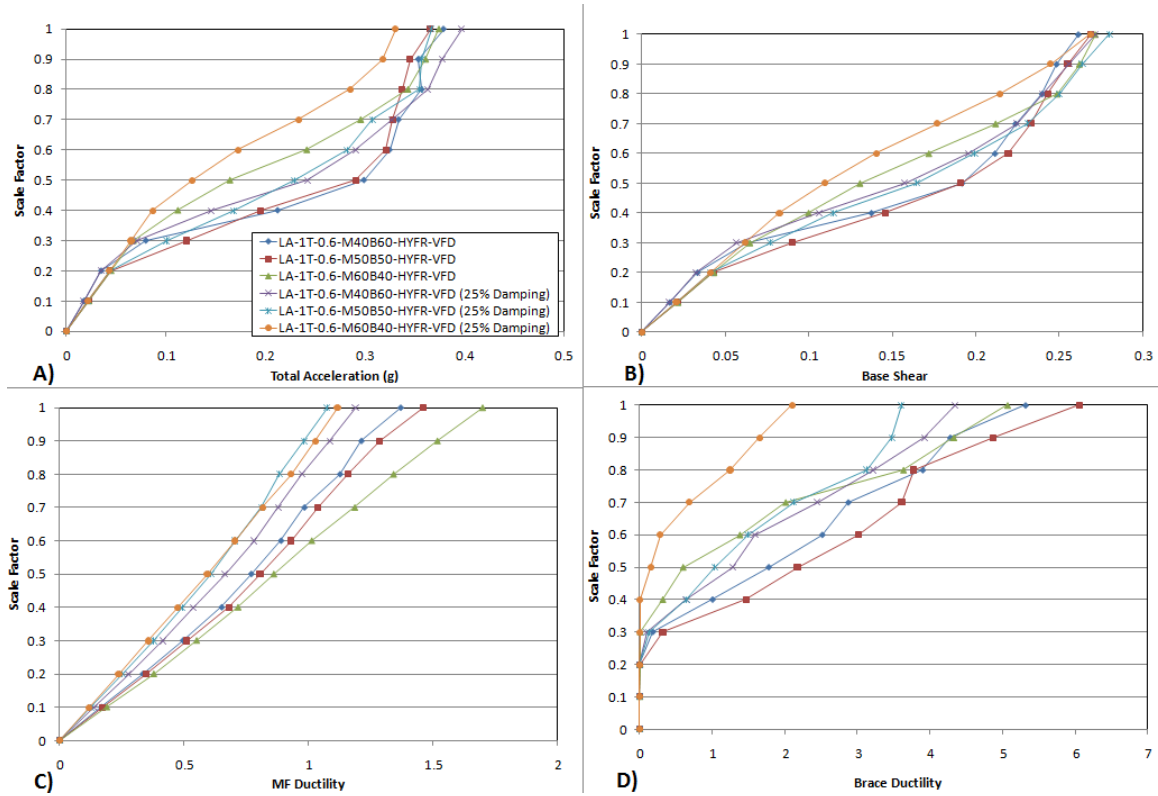 1
0.9
0.8
0.7
0.6
0.5
0.4
0.3
0.2
0.1
0
Scale Factor
LA-1T-0.6-M40B60-HYFR-VFD
LA-1T-0.6-M50B50-HYFR-VFD
LA-1T-0.6-M60B40-HYFR-VFD
LA-1T-0.6-M40B60-HYFR-VFD (25% Damping)
LA-1T-0.6-M50B50-HYFR-VFD (25% Damping)
LA-1T-0.6-M60B40-HYFR-VFD (25% Damping)
0 0.1 0.2 0.3 0.4 0.5
A)
Total Acceleration (g)
1
0.9
0.8
0.7
0.6
0.5
0.4
0.3
0.2
0.1
0
Scale Factor
0 0.05 0.1 0.15 0.2 0.25 0.3
B)
Base Shear
1
0.9
0.8
0.7
0.6
0.5
0.4
0.3
0.2
0.1
0
Scale Factor
0 0.5 1 1.5 2
C)
MF Ductility
1
0.9
0.8
0.7
0.6
0.5
0.4
0.3
0.2
0.1
0
Scale Factor
0 1 2 3 4 5 6 7
D)
Brace Ductility